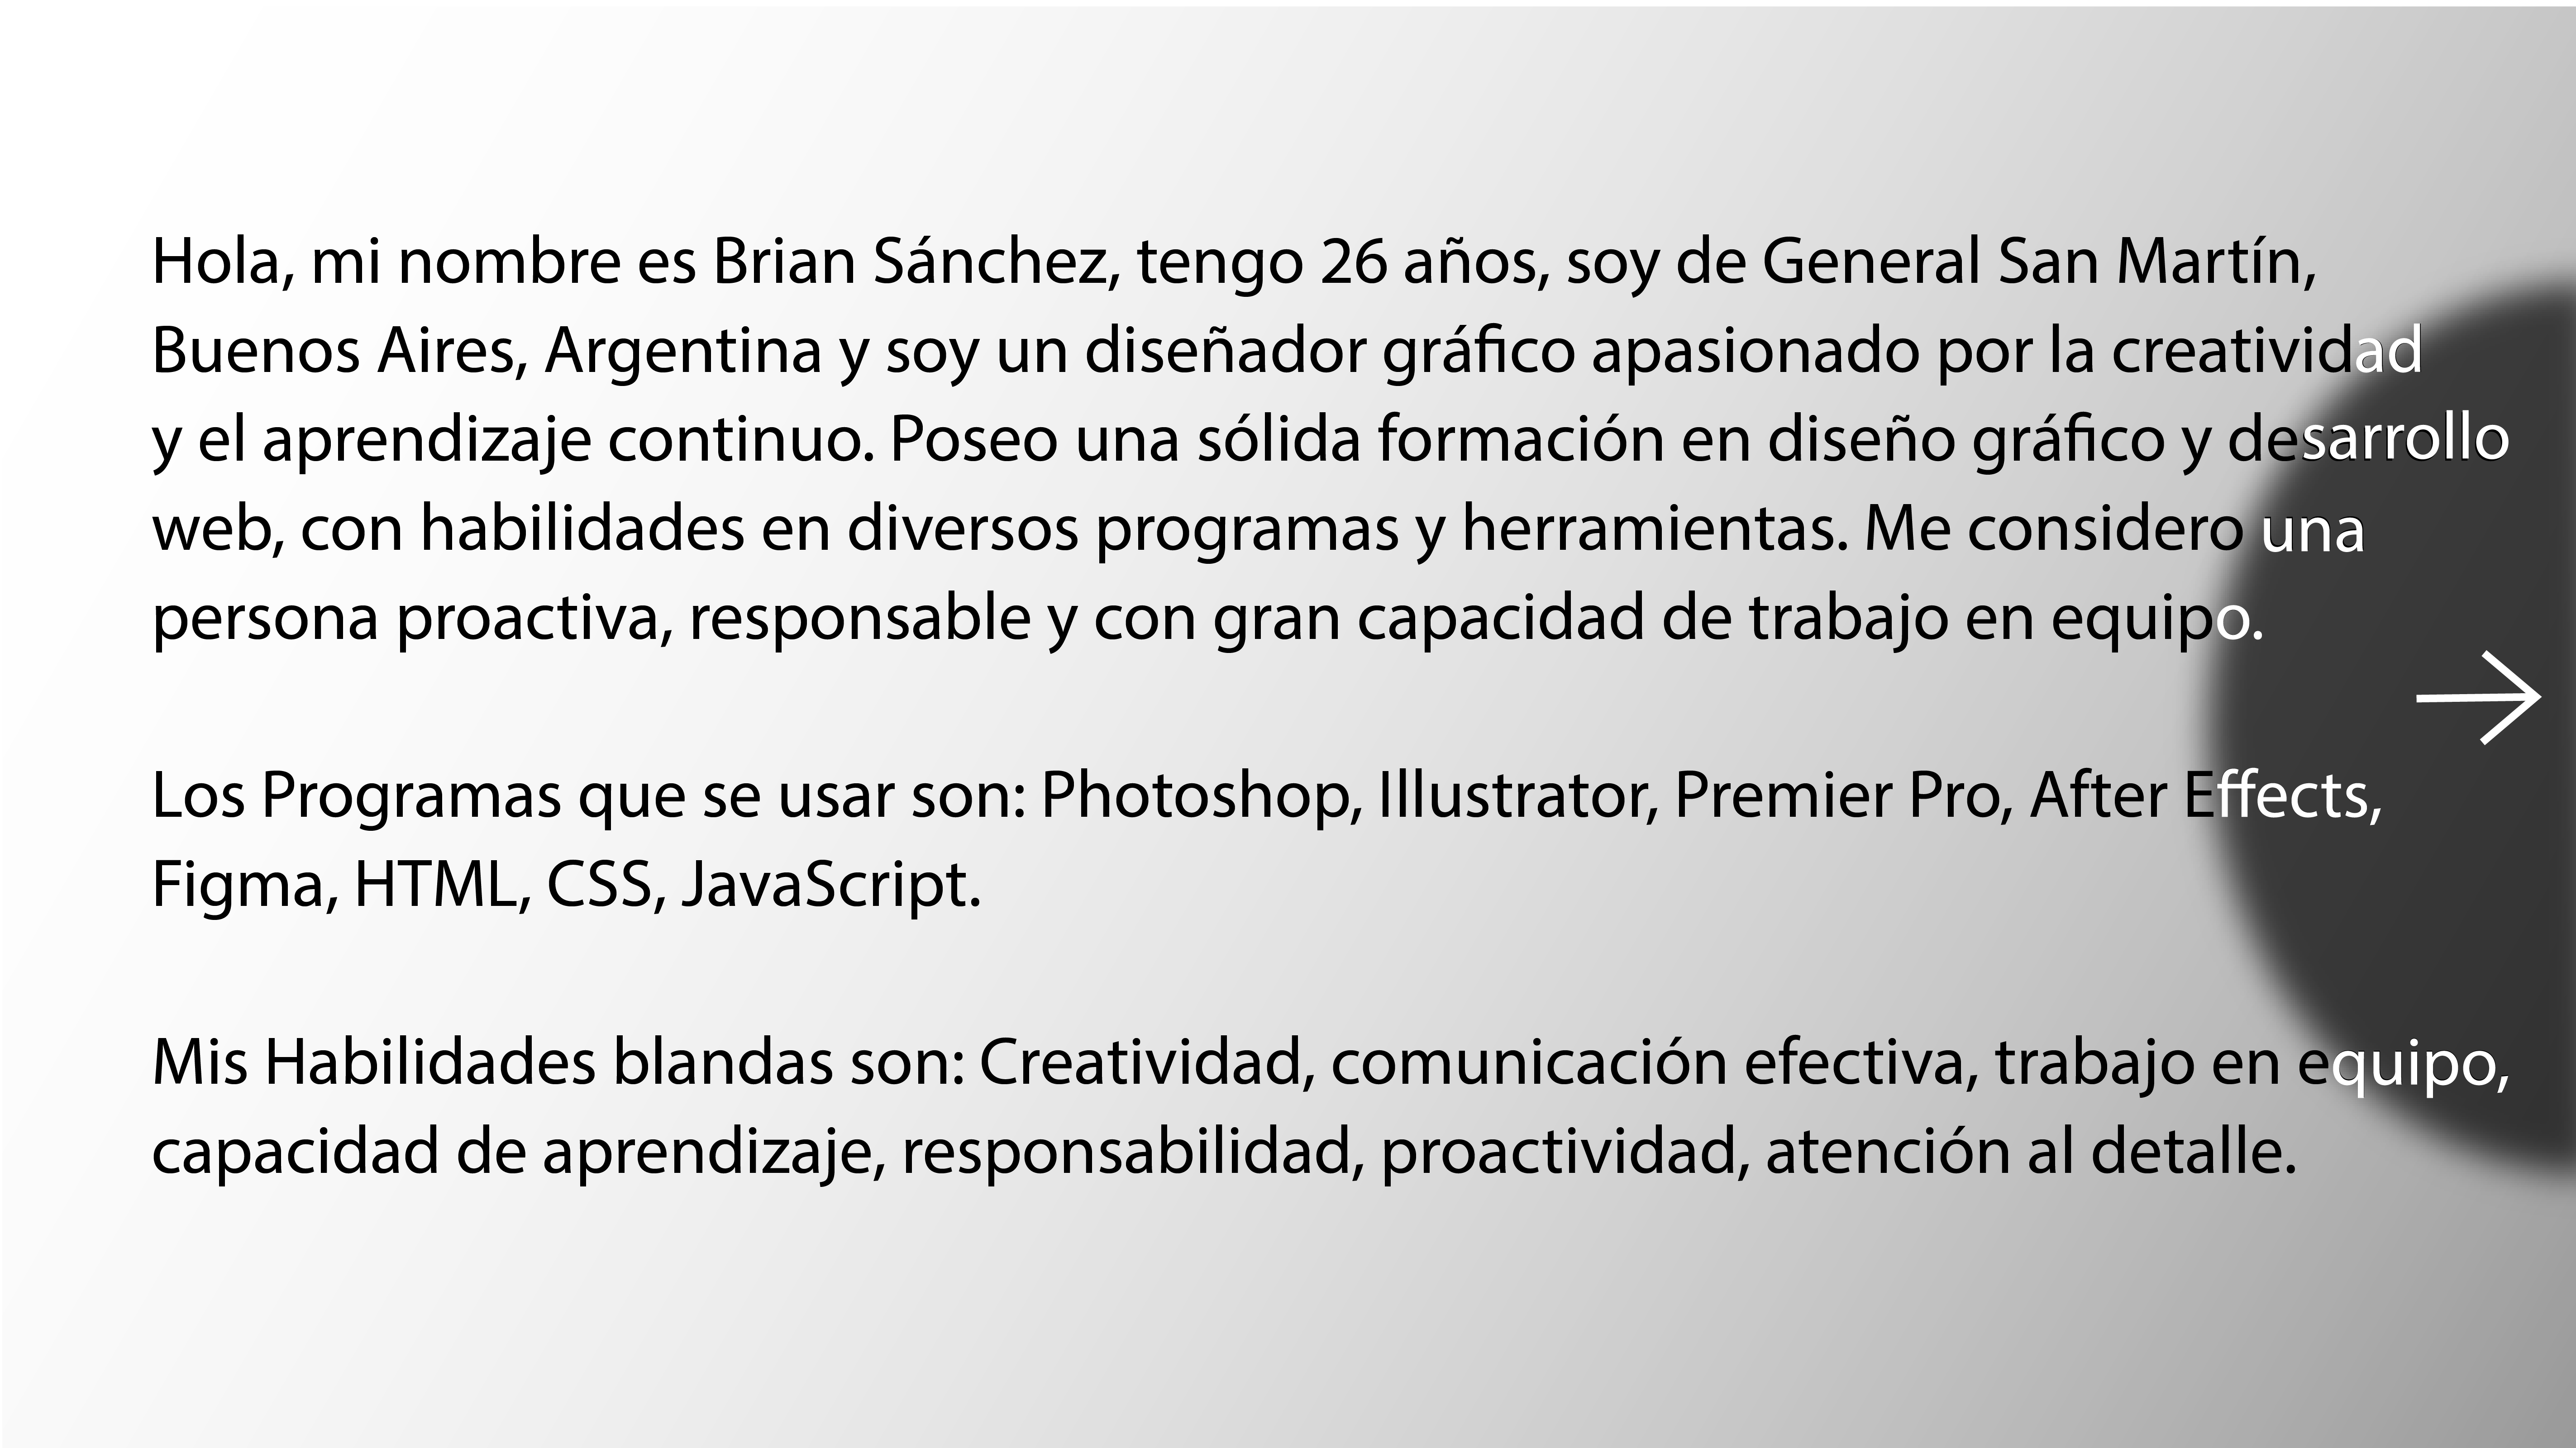 Hola, mi nombre es Brian Sánchez, tengo 26 años, soy de General San Martín,
Buenos Aires, Argentina y soy un diseñador gráfico apasionado por la creatividad
y el aprendizaje continuo. Poseo una sólida formación en diseño gráfico y desarrollo
web, con habilidades en diversos programas y herramientas. Me considero una
persona proactiva, responsable y con gran capacidad de trabajo en equipo.
Los Programas que se usar son: Photoshop, Illustrator, Premier Pro, After Effects,
Figma, HTML, CSS, JavaScript.
Mis Habilidades blandas son: Creatividad, comunicación efectiva, trabajo en equipo,
capacidad de aprendizaje, responsabilidad, proactividad, atención al detalle.